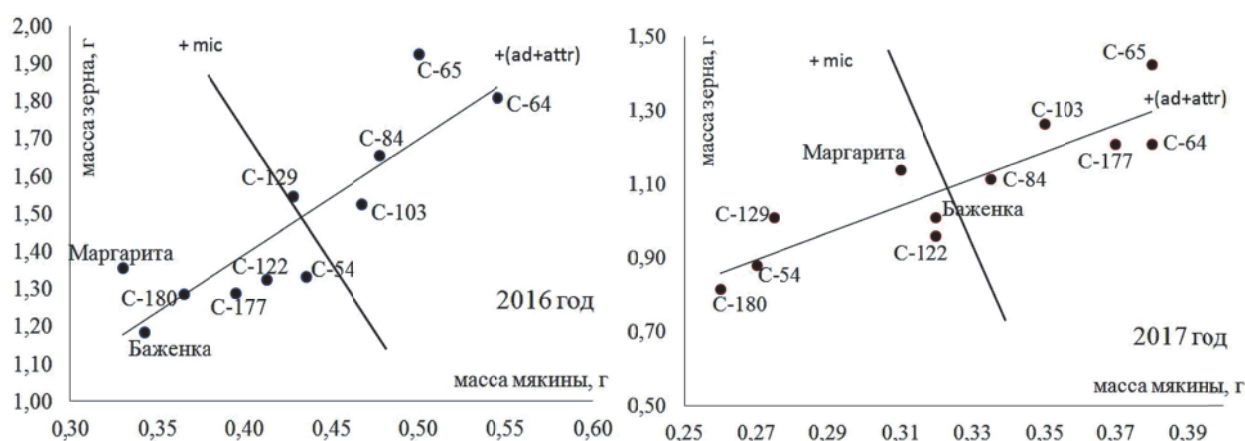 2,00
1,90
1,80
1,70
1,60
1,50
1,40
1,30
1,20
1,10
1,00
масса зерна, г
+ mic
+(ad+attr)
С-65
С-64
С-84
С-129
С-103
Маргарита
С-122
С-54
С-180
С-177
Баженка
2016 год
масса мякины, г
0,30
0,35
0,40
0,45
0,50
0,55
0,60
1,50
1,30
1,10
0,90
0,70
0,50
масса зерна, г
+ mic
С-65
+(ad+attr)
С-103
Маргарита
С-177
С-64
С-84
С-129
Баженка
С-122
С-54
С-180
2017 год
масса мякины, г
0,25
0,27
0,29
0,31
0,33
0,35
0,37
0,39